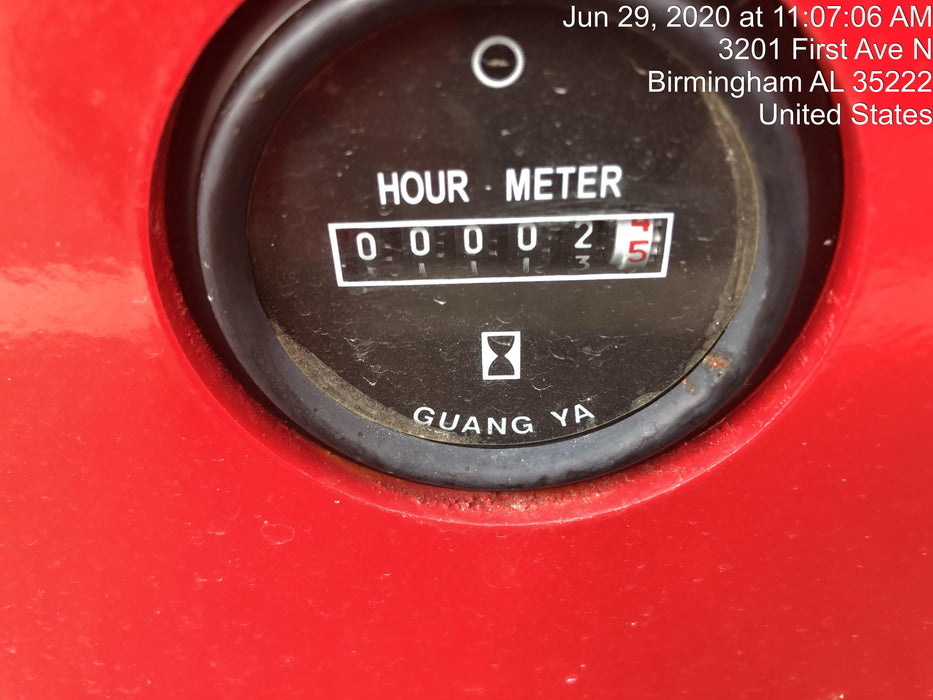 Jun 29, 2020 at 11:07:06 AM
3201 First Ave N
Birmingham AL 35222
United States
HOUR METER
0 0 0 0 2 5
GUANG YA